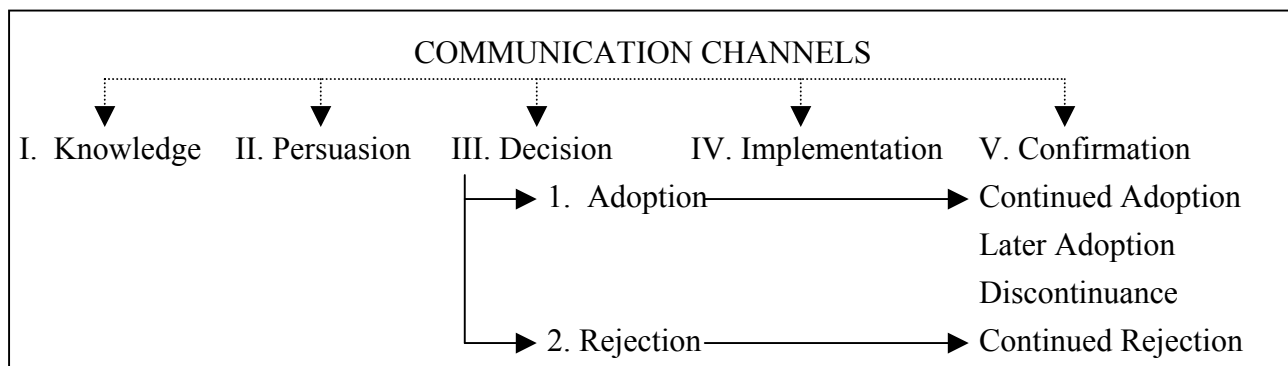 COMMUNICATION CHANNELS
I. Knowledge II. Persuasion III. Decision IV. Implementation V. Confirmation
1. Adoption Continued Adoption
Later Adoption
Discontinuance
2. Rejection Continued Rejection